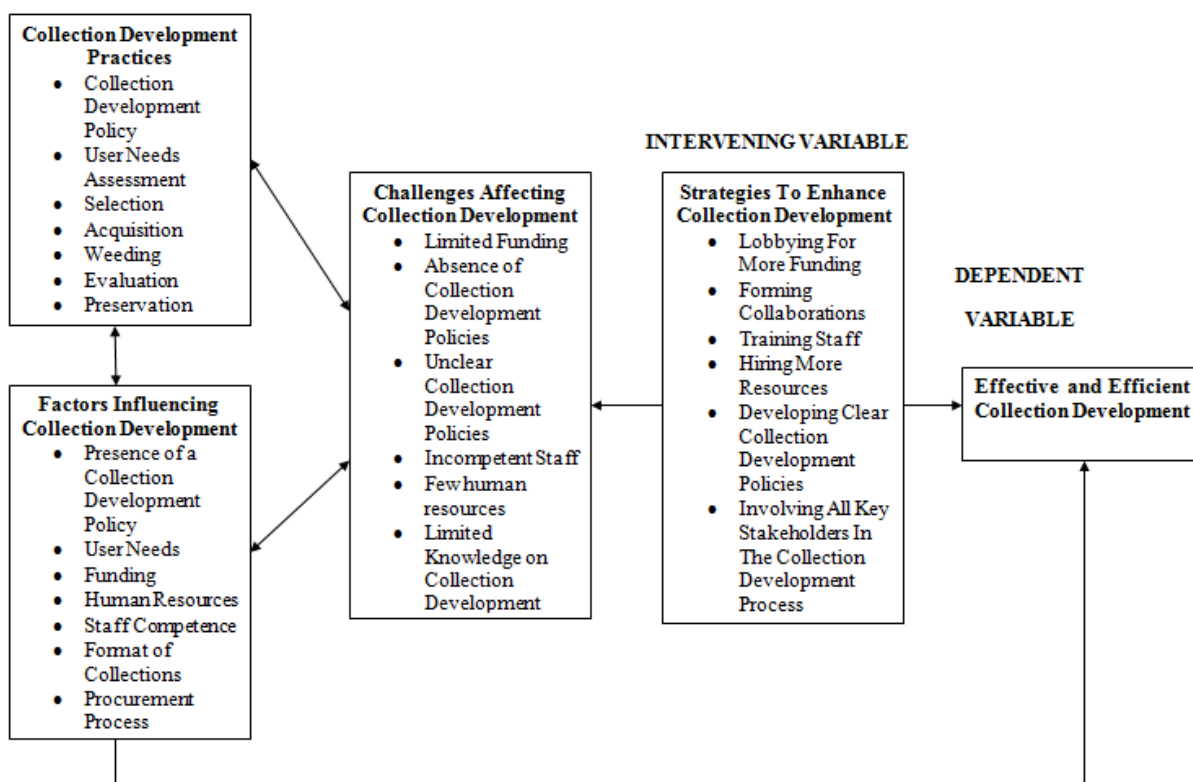 Collection Development
Practices
• Collection
Development
Policy
• User Needs
Assessment
• Selection
• Acquisition
• Weeding
• Evaluation
• Preservation
Factors Influencing
Collection Development
• Presence of a
Collection
Development
Policy
• User Needs
• Funding
• Human Resources
• Staff Competence
• Format of
Collections
• Procurement
Process
Challenges Affecting
Collection Development
• Limited Funding
• Absence of
Collection
Development
Policies
• Unclear
Collection
Development
Policies
• Incompetent Staff
• Few human
resources
• Limited
Knowledge on
Collection
Development
INTERVENING VARIABLE
Strategies To Enhance
Collection Development
• Lobbying For
More Funding
• Forming
Collaborations
• Training Staff
• Hiring More
Resources
• Developing Clear
Collection
Development
Policies
• Involving All Key
Stakeholders In
The Collection
Development
Process
DEPENDENT
VARIABLE
Effective and Efficient
Collection Development